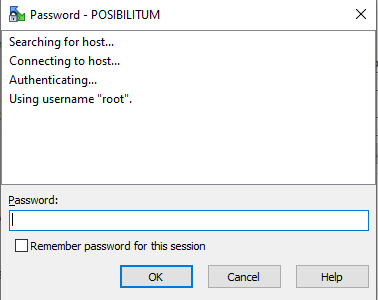 Password - POSIBILITUM
Searching for host...
Connecting to host...
Authenticating...
Using username "root".
Password:
Remember password for this session
OK Cancel Help